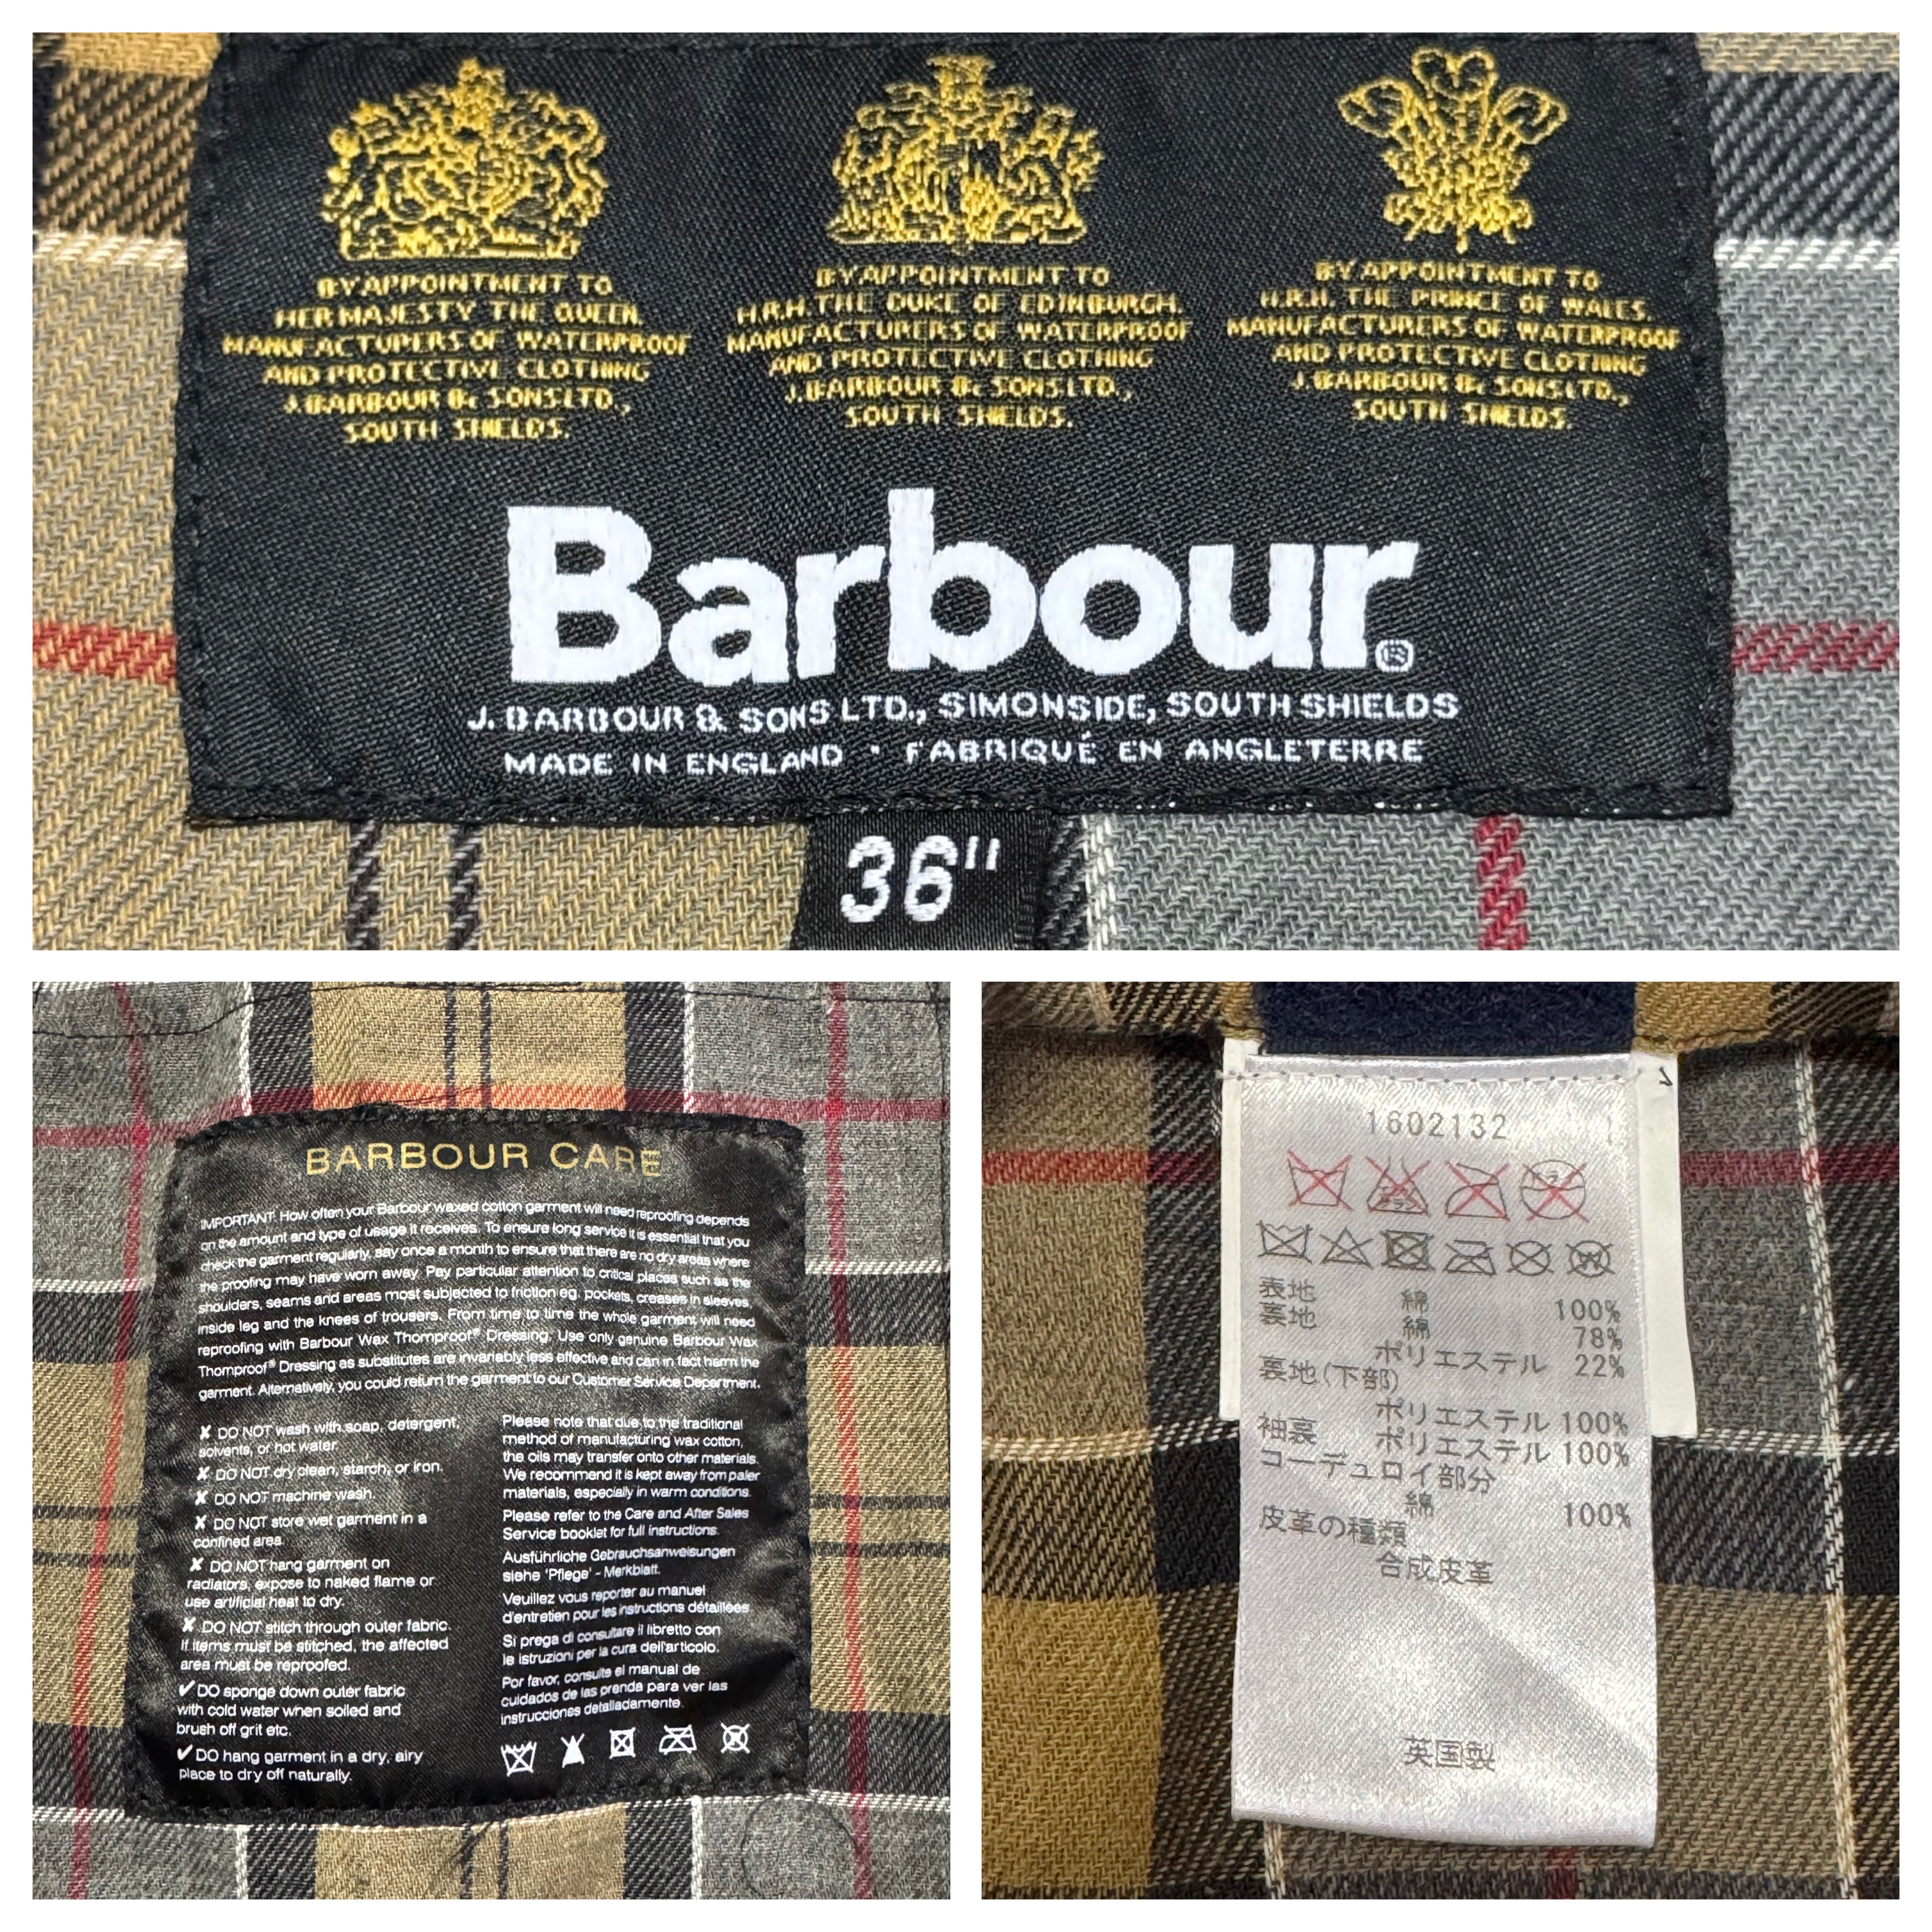 BY APPOINTMENT TO
HER MAJESTY THE QUEEN
MANUFACTURERS OF WATERPROOF
AND PROTECTIVE CLOTHING
J. BARBOUR & SONS LTD.,
SOUTH SHIELDS.
BY APPOINTMENT TO
H.R.H. THE DUKE OF EDINBURGH.
MANUFACTURERS OF WATERPROOF
AND PROTECTIVE CLOTHING
J. BARBOUR & SONS LTD.,
SOUTH SHIELDS.
BY APPOINTMENT TO
H.R.H. THE PRINCE OF WALES.
MANUFACTURERS OF WATERPROOF
AND PROTECTIVE CLOTHING
J. BARBOUR & SONS LTD.,
SOUTH SHIELDS.
Barbour®
J. BARBOUR & SONS LTD., SIMONSIDE, SOUTH SHIELDS
MADE IN ENGLAND · FABRIQUÉ EN ANGLETERRE
36"
BARBOUR CARE
IMPORTANT: How often your Barbour waxed cotton garment will need reproofing depends
on the amount and type of usage it receives. To ensure long service it is essential that you
check the garment regularly, say once a month to ensure that there are no dry areas where
the proofing may have worn away. Pay particular attention to critical places such as the
shoulders, seams and areas most subjected to friction eg. pockets, creases in sleeves,
inside leg and the knees of trousers. From time to time the whole garment will need
reproofing with Barbour Wax Thornproof® Dressing. Use only genuine Barbour Wax
Thornproof® Dressing as substitutes are invariably less effective and can in fact harm the
garment. Alternatively, you could return the garment to our Customer Service Department.
✘ DO NOT wash with soap, detergent,
solvents, or hot water.
✘ DO NOT dry clean, starch, or iron.
✘ DO NOT machine wash.
✘ DO NOT store wet garment in a
confined area.
✘ DO NOT hang garment on
radiators, expose to naked flame or
use artificial heat to dry.
✘ DO NOT stitch through outer fabric.
If items must be stitched, the affected
area must be reproofed.
✔ DO sponge down outer fabric
with cold water when soiled and
brush off grit etc.
✔ DO hang garment in a dry, airy
place to dry off naturally.
Please note that due to the traditional
method of manufacturing wax cotton,
the oils may transfer onto other materials.
We recommend it is kept away from paler
materials, especially in warm conditions.
Please refer to the Care and After Sales
Service booklet for full instructions.
Ausführliche Gebrauchsanweisungen
siehe 'Pflege' - Merkblatt.
Veuillez vous reporter au manuel
d'entretien pour les instructions détaillées.
Si prega di consultare il libretto con
le istruzioni per la cura dell'articolo.
Por favor, consulte el manual de
cuidados de las prenda para ver las
instrucciones detalladamente.
1602132
表地 綿 100%
裏地 綿 78%
ポリエステル 22%
裏地(下部)
ポリエステル 100%
袖裏 ポリエステル 100%
コーデュロイ部分
綿 100%
皮革の種類
合成皮革
英国製